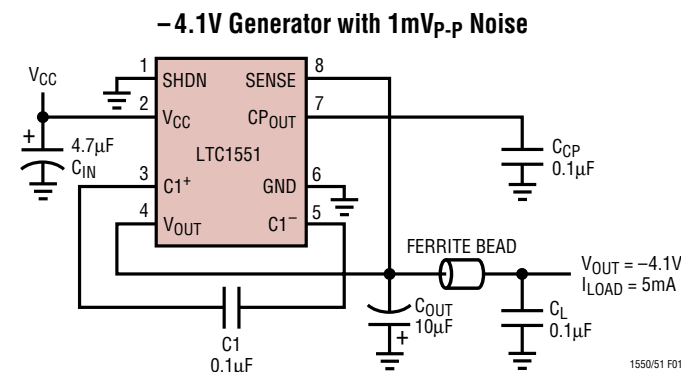 –4.1V Generator with 1mVP-P Noise
VCC
1
SHDN
SENSE
8
2
VCC
CPOUT
7
+
4.7µF
CIN
LTC1551
CCP
0.1µF
3
C1+
GND
6
4
VOUT
C1–
5
FERRITE BEAD
VOUT = –4.1V
ILOAD = 5mA
COUT
10µF
+
CL
0.1µF
C1
0.1µF
1550/51 F01